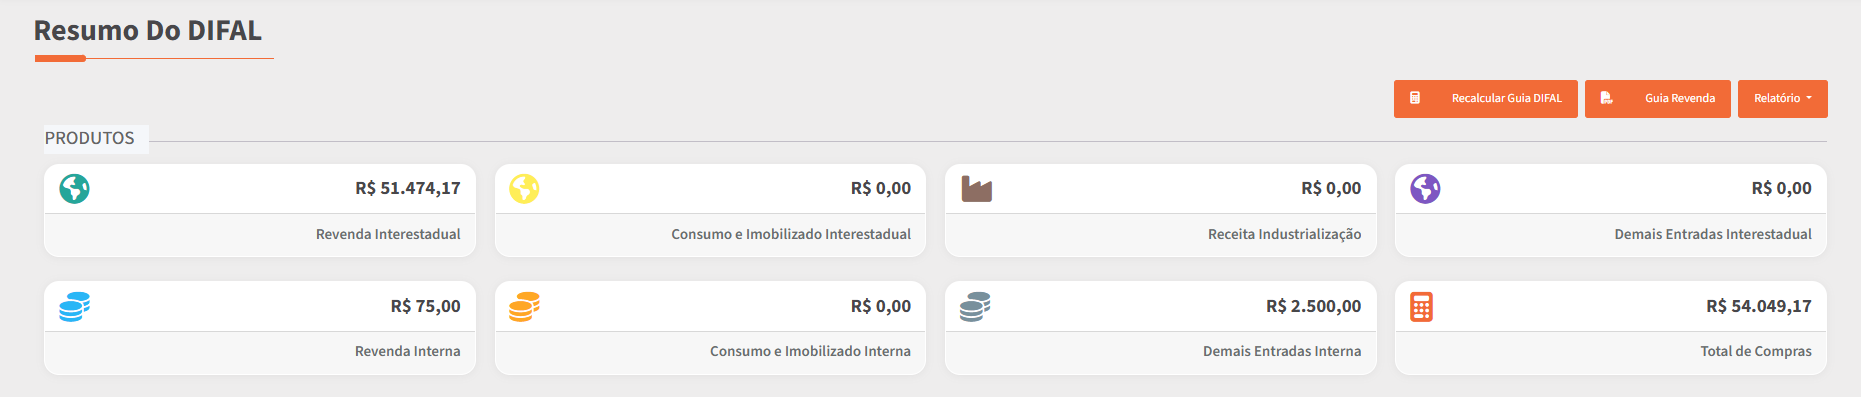 Resumo Do DIFAL
Recalcular Guia DIFAL
Guia Revenda
Relatório
PRODUTOS
R$ 51.474,17
Revenda Interestadual
R$ 0,00
Consumo e Imobilizado Interestadual
R$ 0,00
Receita Industrialização
R$ 0,00
Demais Entradas Interestadual
R$ 75,00
Revenda Interna
R$ 0,00
Consumo e Imobilizado Interna
R$ 2.500,00
Demais Entradas Interna
R$ 54.049,17
Total de Compras